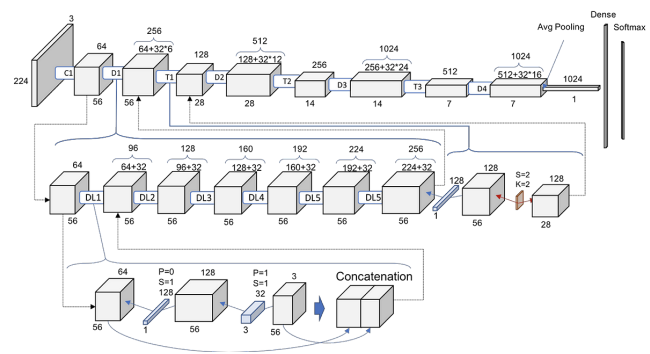 Dense
Softmax
Avg Pooling
3
64
256
64+32*6
128
512
128+32*12
256
1024
256+32*24
512
1024
512+32*16
1024
224
C1
D1
T1
D2
T2
D3
T3
D4
56
56
28
28
14
14
7
7
1
64
96
64+32
128
96+32
160
128+32
192
160+32
224
192+32
256
224+32
128
128
S=2
K=2
128
DL1
DL2
DL3
DL4
DL5
DL5
56
56
56
56
56
56
56
1
56
28
64
P=0
S=1
128
128
P=1
S=1
32
3
Concatenation
56
1
56
3
56